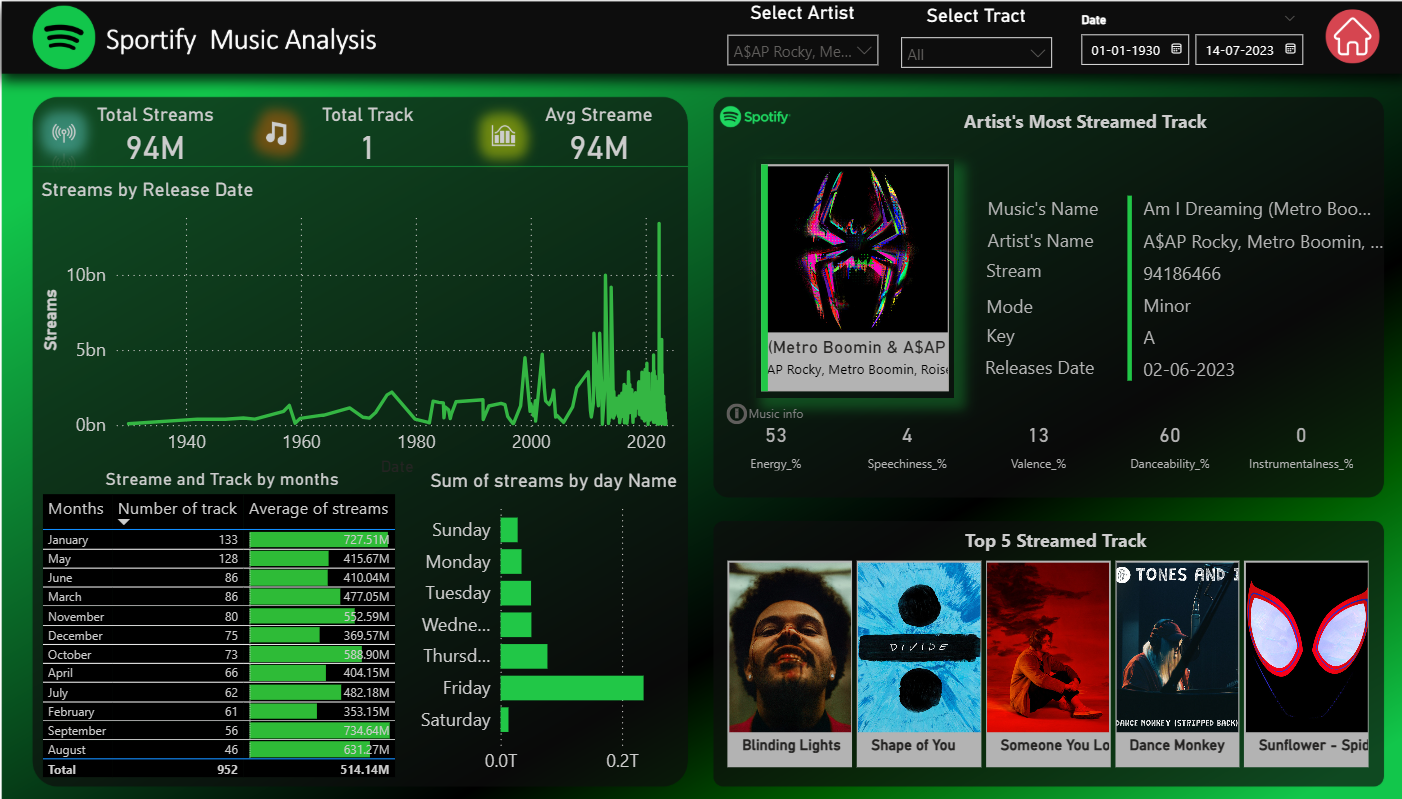 Sportify Music Analysis
Select Artist
A$AP Rocky, Me...
Select Tract
All
Date
01-01-1930
14-07-2023
Total Streams
94M
Total Track
1
Avg Streame
94M
Streams by Release Date
Streams
10bn
5bn
0bn
1940 1960 1980 2000 2020
Date
Streame and Track by months
Months Number of track Average of streams
January 133 727.51M
May 128 415.67M
June 86 410.04M
March 86 477.05M
November 80 552.59M
December 75 369.57M
October 73 588.90M
April 66 404.15M
July 62 482.18M
February 61 353.15M
September 56 734.64M
August 46 631.27M
Total 952 514.14M
Sum of streams by day Name
Sunday
Monday
Tuesday
Wedne...
Thursd...
Friday
Saturday
0.0T 0.2T
Spotify
Artist's Most Streamed Track
(Metro Boomin & A$AP
AP Rocky, Metro Boomin, Roise
Music's Name Am I Dreaming (Metro Boo...
Artist's Name A$AP Rocky, Metro Boomin, ...
Stream 94186466
Mode Minor
Key A
Releases Date 02-06-2023
Music info
53 4 13 60 0
Energy_% Speechiness_% Valence_% Danceability_% Instrumentalness_%
Top 5 Streamed Track
DIVIDE
TONES AND I
DANCE MONKEY (STRIPPED BACK)
Blinding Lights
Shape of You
Someone You Lo
Dance Monkey
Sunflower - Spid